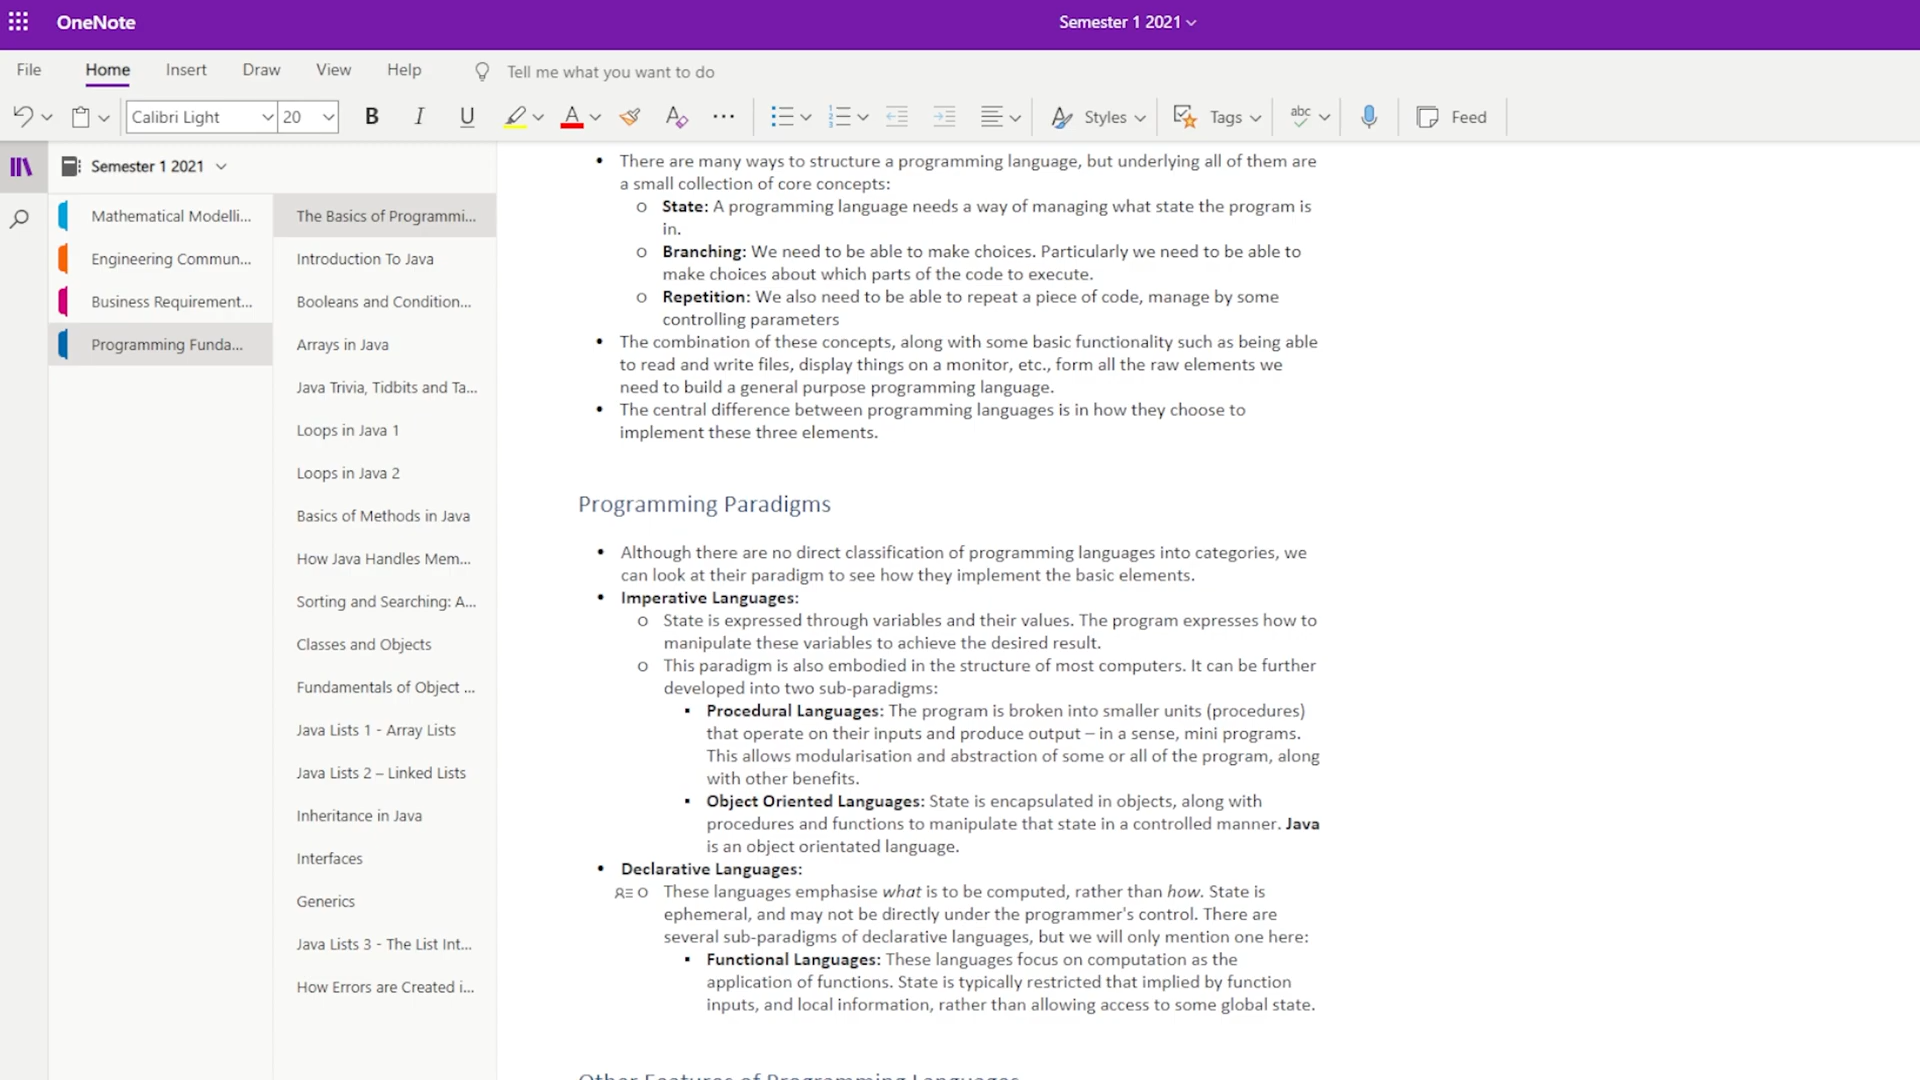 OneNote
Semester 1 2021
File Home Insert Draw View Help Tell me what you want to do
Calibri Light 20 B I U A A ... Styles Tags abc Feed
Semester 1 2021
Mathematical Modelli...
Engineering Commun...
Business Requirement...
Programming Funda...
The Basics of Programmi...
Introduction To Java
Booleans and Condition...
Arrays in Java
Java Trivia, Tidbits and Ta...
Loops in Java 1
Loops in Java 2
Basics of Methods in Java
How Java Handles Mem...
Sorting and Searching: A...
Classes and Objects
Fundamentals of Object ...
Java Lists 1 - Array Lists
Java Lists 2 – Linked Lists
Inheritance in Java
Interfaces
Generics
Java Lists 3 - The List Int...
How Errors are Created i...
• There are many ways to structure a programming language, but underlying all of them are
a small collection of core concepts:
o State: A programming language needs a way of managing what state the program is
in.
o Branching: We need to be able to make choices. Particularly we need to be able to
make choices about which parts of the code to execute.
o Repetition: We also need to be able to repeat a piece of code, manage by some
controlling parameters
• The combination of these concepts, along with some basic functionality such as being able
to read and write files, display things on a monitor, etc., form all the raw elements we
need to build a general purpose programming language.
• The central difference between programming languages is in how they choose to
implement these three elements.
Programming Paradigms
• Although there are no direct classification of programming languages into categories, we
can look at their paradigm to see how they implement the basic elements.
• Imperative Languages:
o State is expressed through variables and their values. The program expresses how to
manipulate these variables to achieve the desired result.
o This paradigm is also embodied in the structure of most computers. It can be further
developed into two sub-paradigms:
▪ Procedural Languages: The program is broken into smaller units (procedures)
that operate on their inputs and produce output – in a sense, mini programs.
This allows modularisation and abstraction of some or all of the program, along
with other benefits.
▪ Object Oriented Languages: State is encapsulated in objects, along with
procedures and functions to manipulate that state in a controlled manner. Java
is an object orientated language.
• Declarative Languages:
o These languages emphasise what is to be computed, rather than how. State is
ephemeral, and may not be directly under the programmer's control. There are
several sub-paradigms of declarative languages, but we will only mention one here:
▪ Functional Languages: These languages focus on computation as the
application of functions. State is typically restricted that implied by function
inputs, and local information, rather than allowing access to some global state.
Other Features of Programming Languages